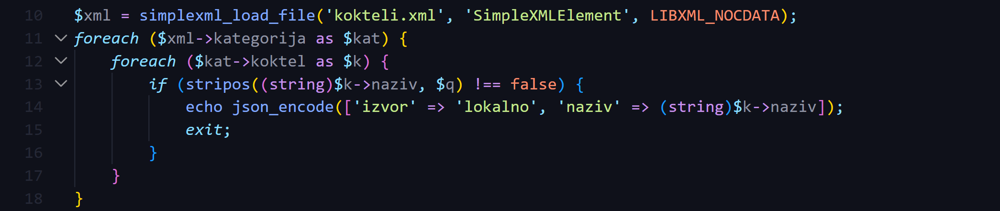 10 $xml = simplexml_load_file('kokteli.xml', 'SimpleXMLElement', LIBXML_NOCDATA);
11 foreach ($xml->kategorija as $kat) {
12     foreach ($kat->koktel as $k) {
13         if (stripos((string)$k->naziv, $q) !== false) {
14             echo json_encode(['izvor' => 'lokalno', 'naziv' => (string)$k->naziv]);
15             exit;
16         }
17     }
18 }